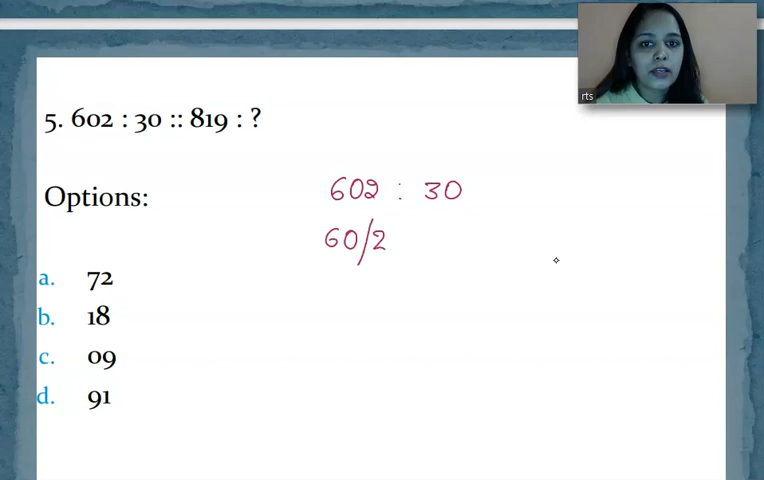 rts
5. 602 : 30 :: 819 : ?
Options:
602 : 30
60/2
a. 72
b. 18
c. 09
d. 91